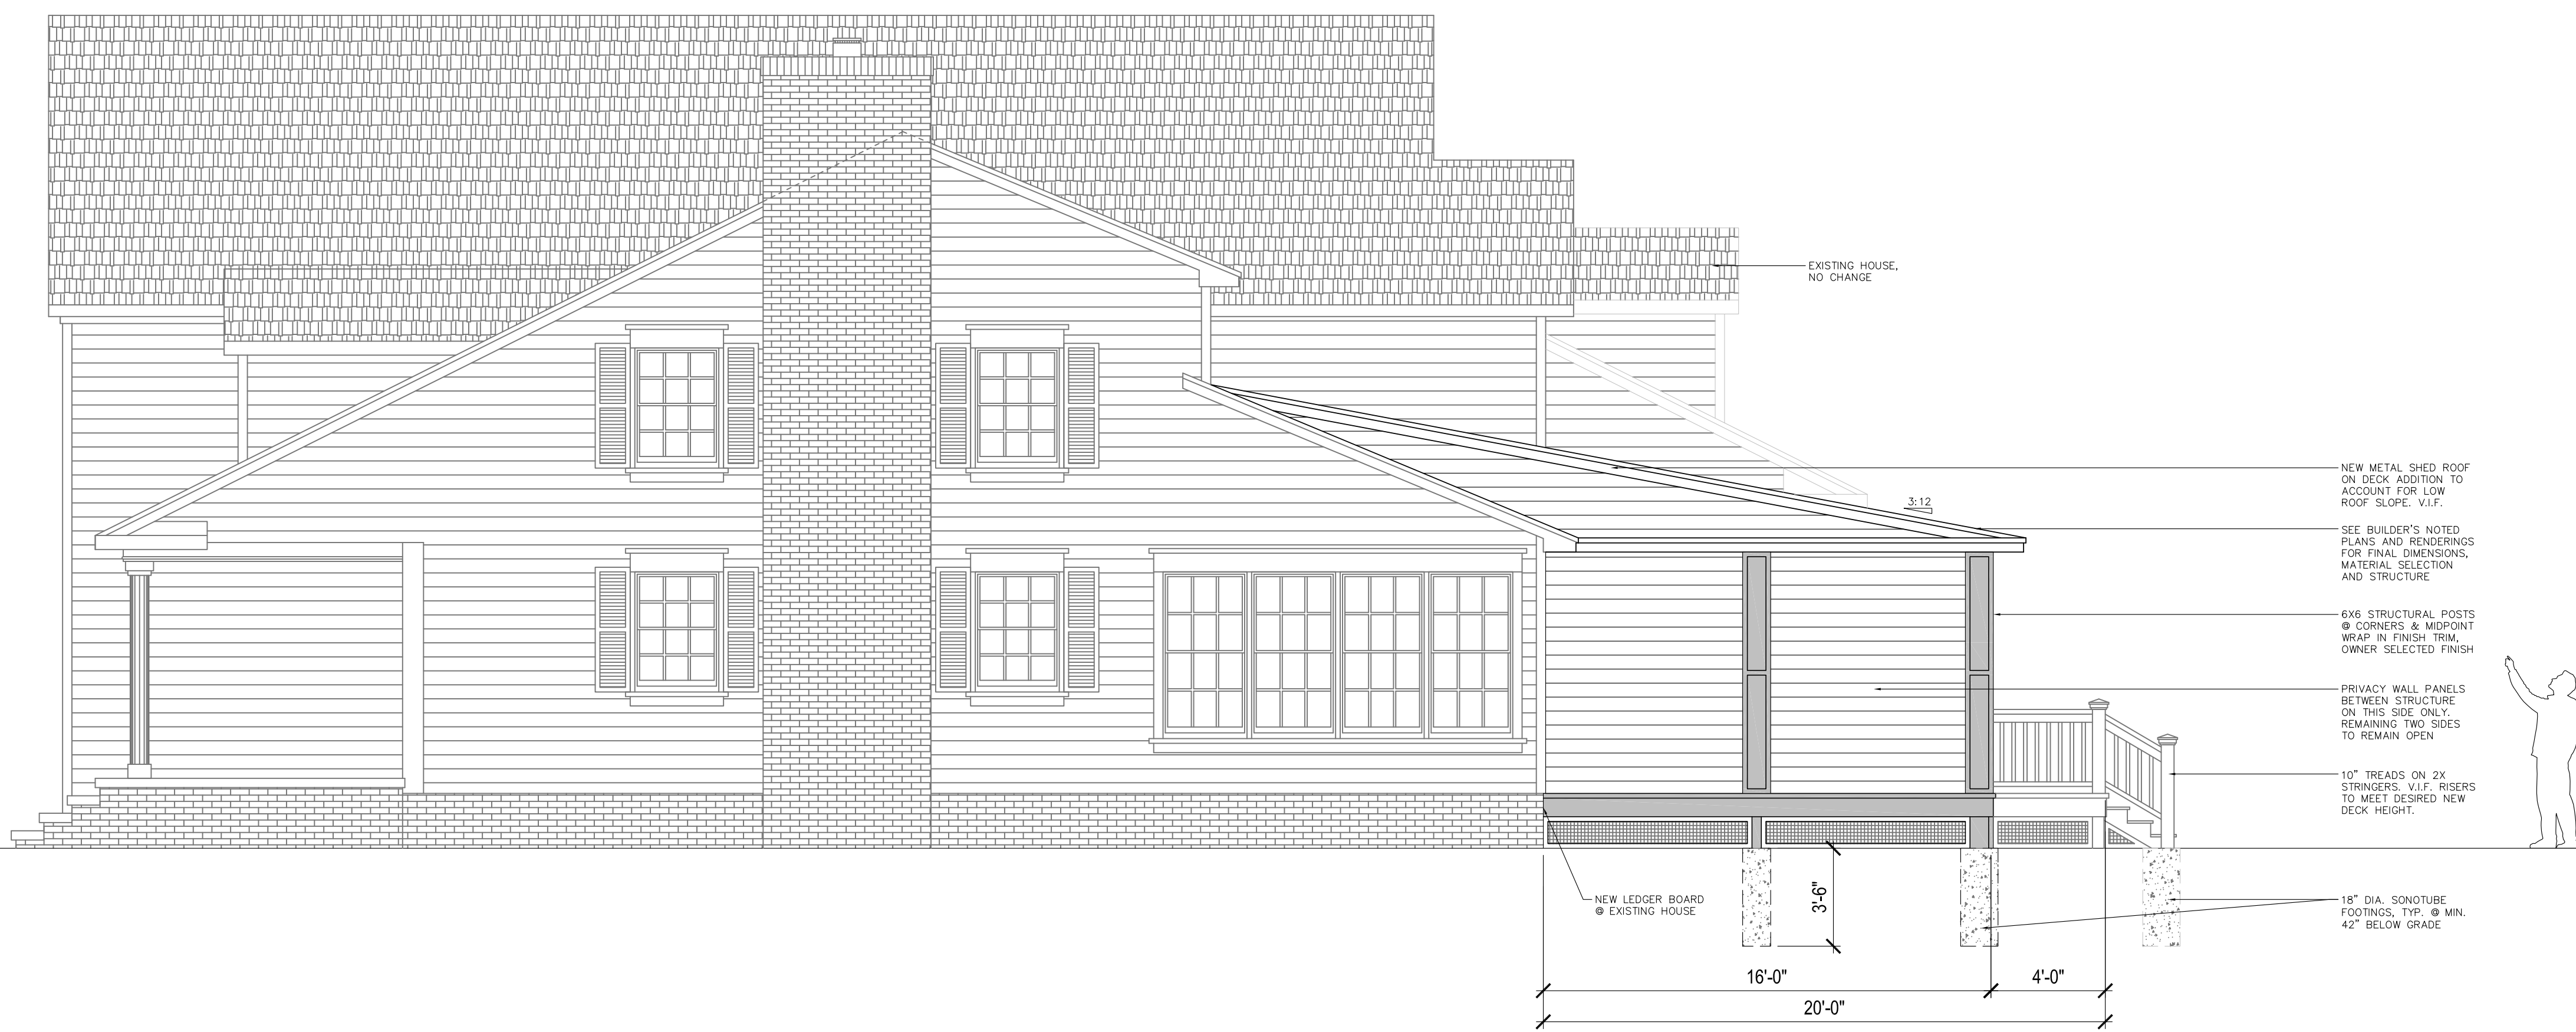 EXISTING HOUSE,
NO CHANGE
NEW METAL SHED ROOF
ON DECK ADDITION TO
ACCOUNT FOR LOW
ROOF SLOPE. V.I.F.
3:12
SEE BUILDER'S NOTED
PLANS AND RENDERINGS
FOR FINAL DIMENSIONS,
MATERIAL SELECTION
AND STRUCTURE
6X6 STRUCTURAL POSTS
@ CORNERS & MIDPOINT
WRAP IN FINISH TRIM,
OWNER SELECTED FINISH
PRIVACY WALL PANELS
BETWEEN STRUCTURE
ON THIS SIDE ONLY.
REMAINING TWO SIDES
TO REMAIN OPEN
10" TREADS ON 2X
STRINGERS. V.I.F. RISERS
TO MEET DESIRED NEW
DECK HEIGHT.
NEW LEDGER BOARD
@ EXISTING HOUSE
3'-6"
18" DIA. SONOTUBE
FOOTINGS, TYP. @ MIN.
42" BELOW GRADE
16'-0"
4'-0"
20'-0"